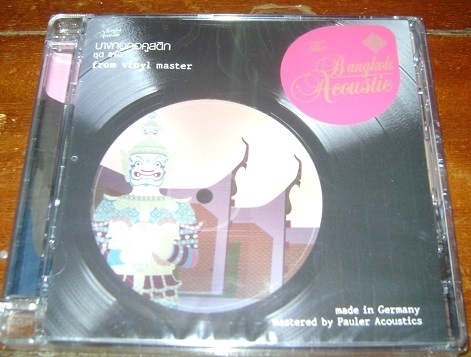 บางกอกอคูสติก
from vinyl master
The
Bangkok
Acoustic
made in Germany
mastered by Pauler Acoustics